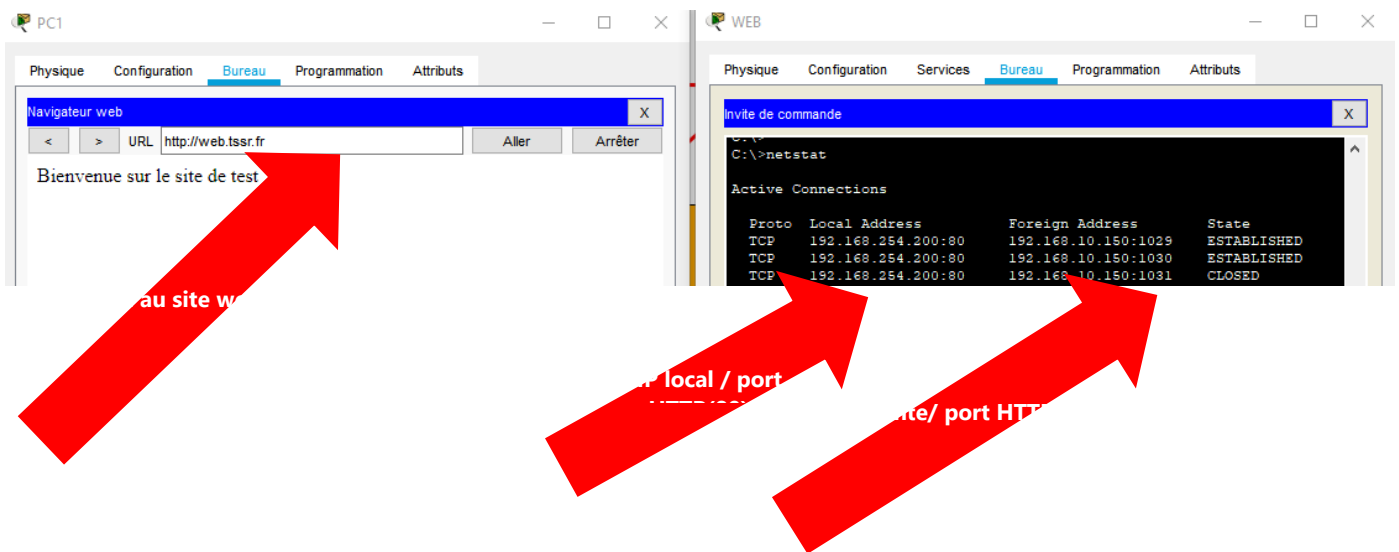 PC1
Physique Configuration Bureau Programmation Attributs
Navigateur web X
< > URL http://web.tssr.fr Aller Arrêter
Bienvenue sur le site de test
au site
WEB
Physique Configuration Services Bureau Programmation Attributs
Invite de commande X
C:\>
C:\>netstat
Active Connections
Proto Local Address Foreign Address State
TCP 192.168.254.200:80 192.168.10.150:1029 ESTABLISHED
TCP 192.168.254.200:80 192.168.10.150:1030 ESTABLISHED
TCP 192.168.254.200:80 192.168.10.150:1031 CLOSED
local / port
port